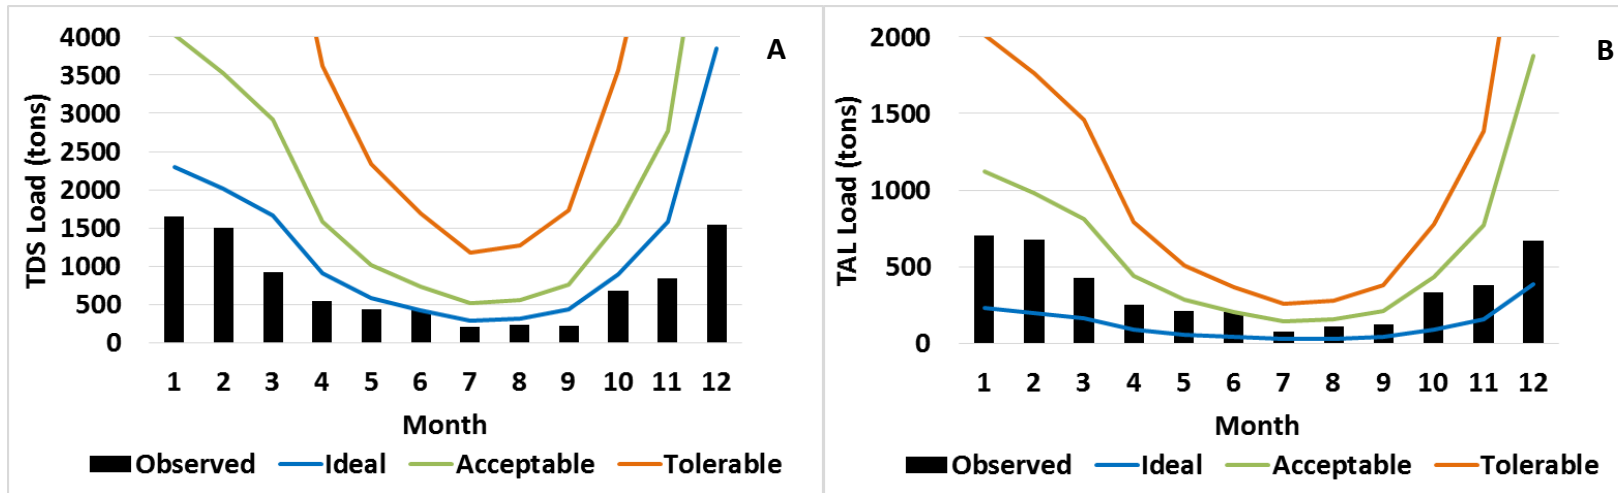 A
TDS Load (tons)
4000
3500
3000
2500
2000
1500
1000
500
0
1 2 3 4 5 6 7 8 9 10 11 12
Month
Observed Ideal Acceptable Tolerable
B
TAL Load (tons)
2000
1500
1000
500
0
1 2 3 4 5 6 7 8 9 10 11 12
Month
Observed Ideal Acceptable Tolerable